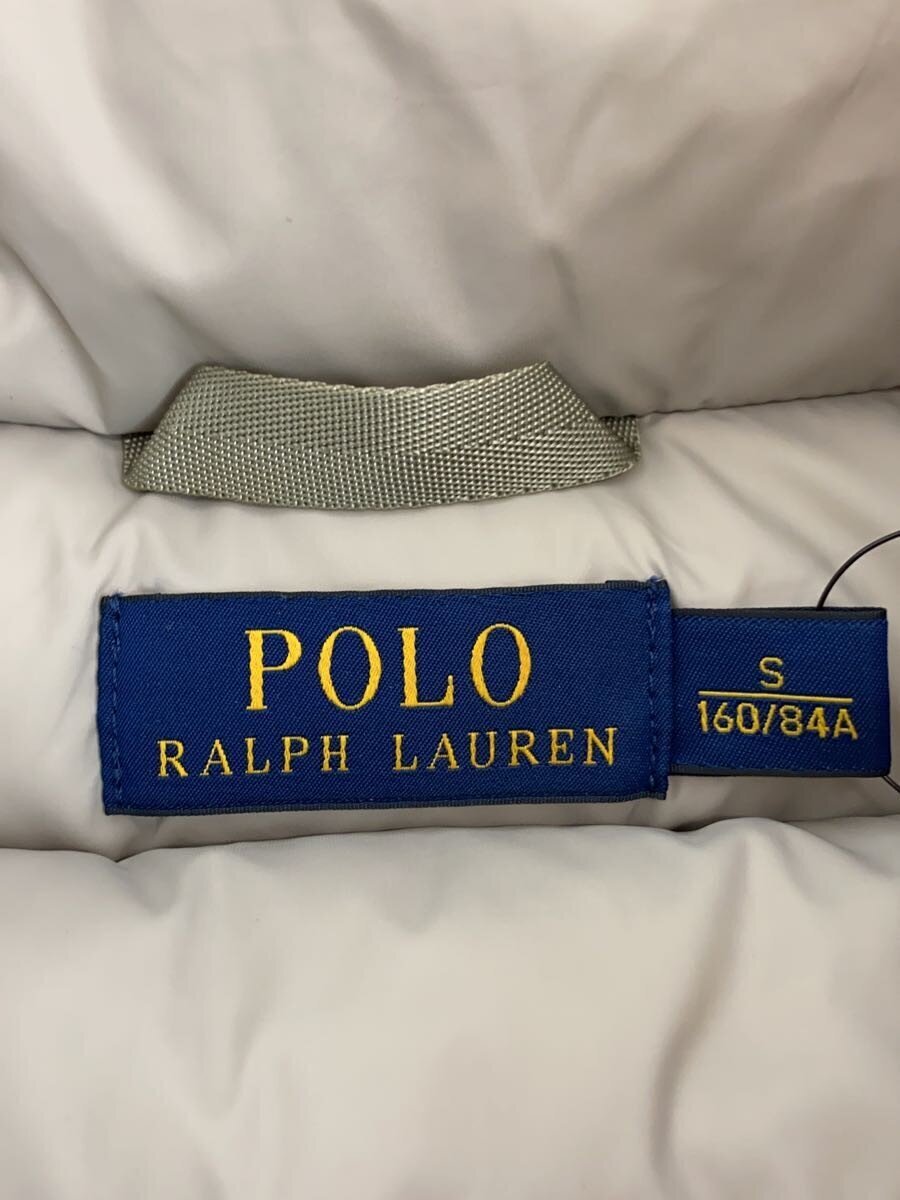 POLO
RALPH LAUREN
S
160/84A